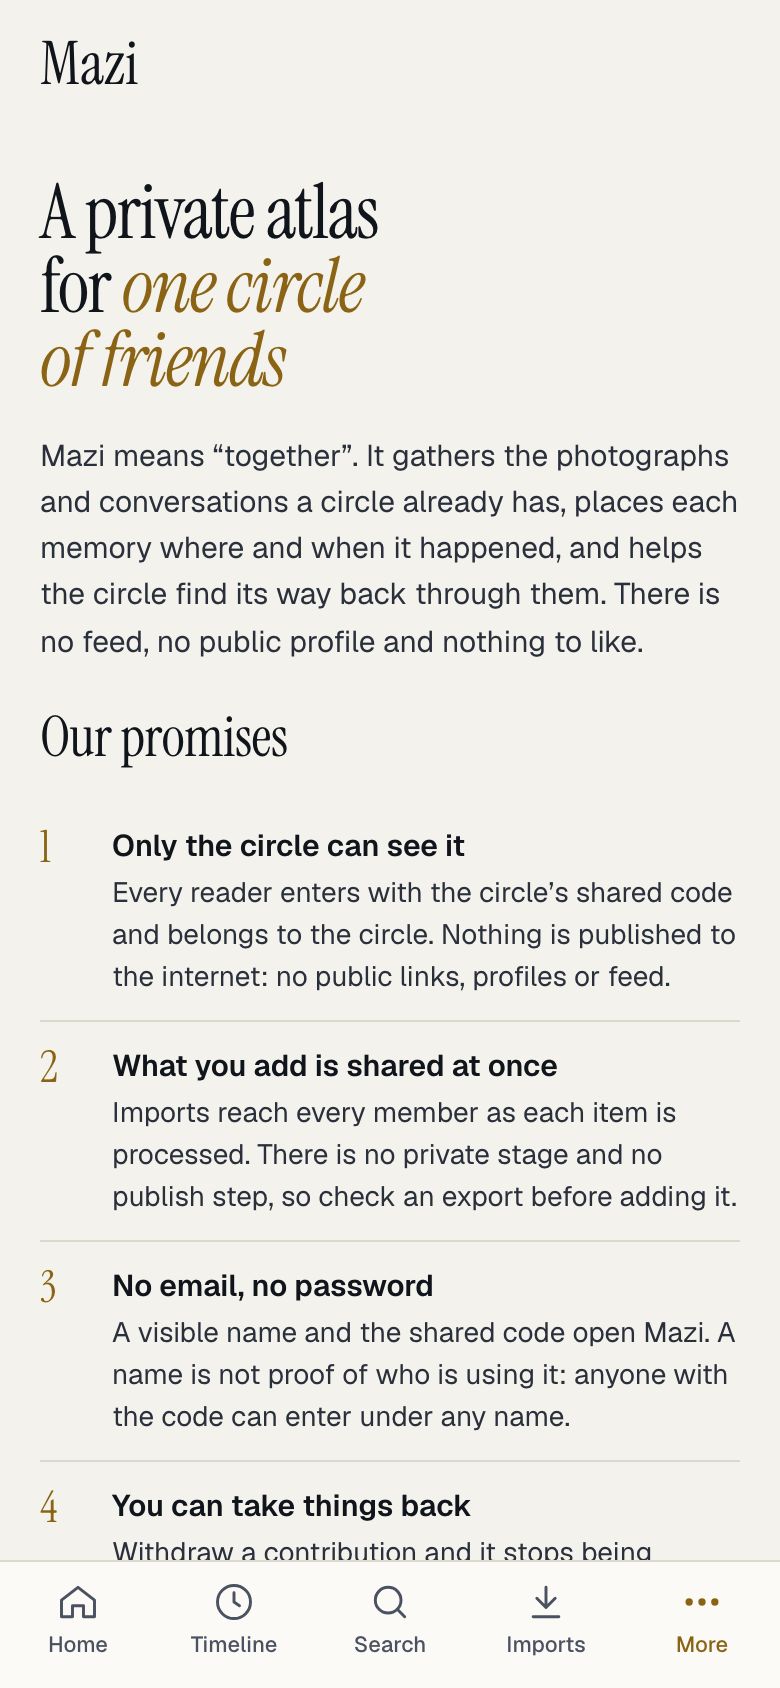 Mazi
A private atlas
for one circle
of friends
Mazi means “together”. It gathers the photographs
and conversations a circle already has, places each
memory where and when it happened, and helps
the circle find its way back through them. There is
no feed, no public profile and nothing to like.
Our promises
1
Only the circle can see it
Every reader enters with the circle’s shared code
and belongs to the circle. Nothing is published to
the internet: no public links, profiles or feed.
2
What you add is shared at once
Imports reach every member as each item is
processed. There is no private stage and no
publish step, so check an export before adding it.
3
No email, no password
A visible name and the shared code open Mazi. A
name is not proof of who is using it: anyone with
the code can enter under any name.
4
You can take things back
Withdraw a contribution and it stops being
Home
Timeline
Search
Imports
More